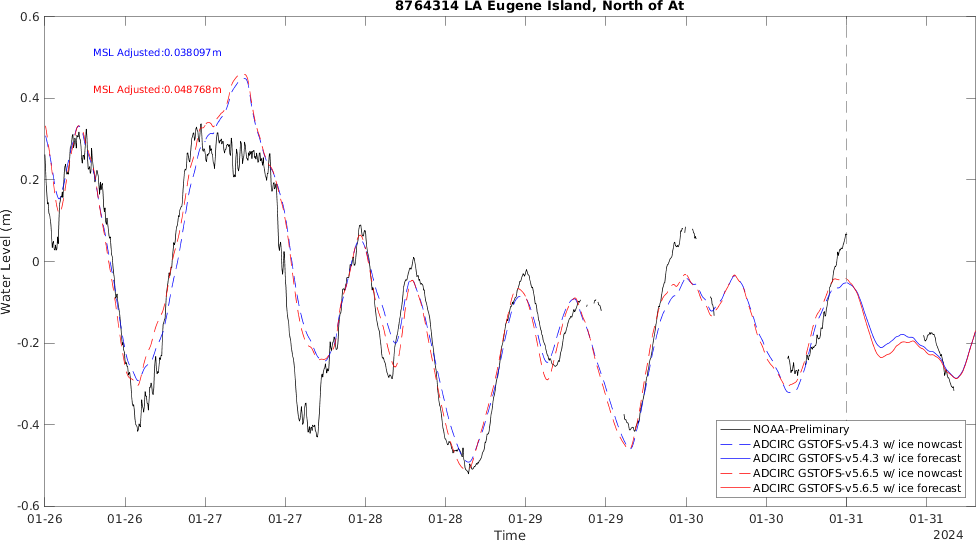 8764314 LA Eugene Island, North of At
MSL Adjusted:0.038097m
MSL Adjusted:0.048768m
Water Level (m)
0.6
0.4
0.2
0
-0.2
-0.4
-0.6
NOAA-Preliminary
ADCIRC GSTOFS-v5.4.3 w/ ice nowcast
ADCIRC GSTOFS-v5.4.3 w/ ice forecast
ADCIRC GSTOFS-v5.6.5 w/ ice nowcast
ADCIRC GSTOFS-v5.6.5 w/ ice forecast
01-26 01-26 01-27 01-27 01-28 01-28 01-29 01-29 01-30 01-30 01-31 01-31
Time
2024